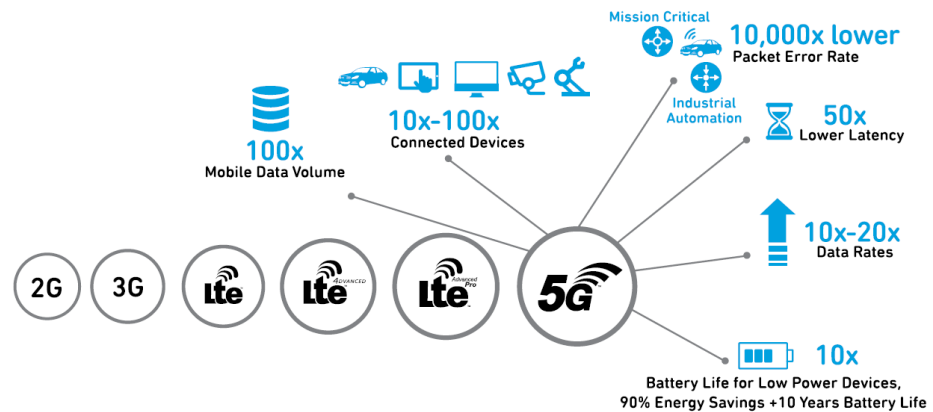 Mission Critical
10,000x lower
Packet Error Rate
Industrial
Automation
10x-100x
Connected Devices
100x
Mobile Data Volume
50x
Lower Latency
10x-20x
Data Rates
2G
3G
LTE
LTE ADVANCED
LTE Advanced
Pro
5G
10x
Battery Life for Low Power Devices,
90% Energy Savings +10 Years Battery Life